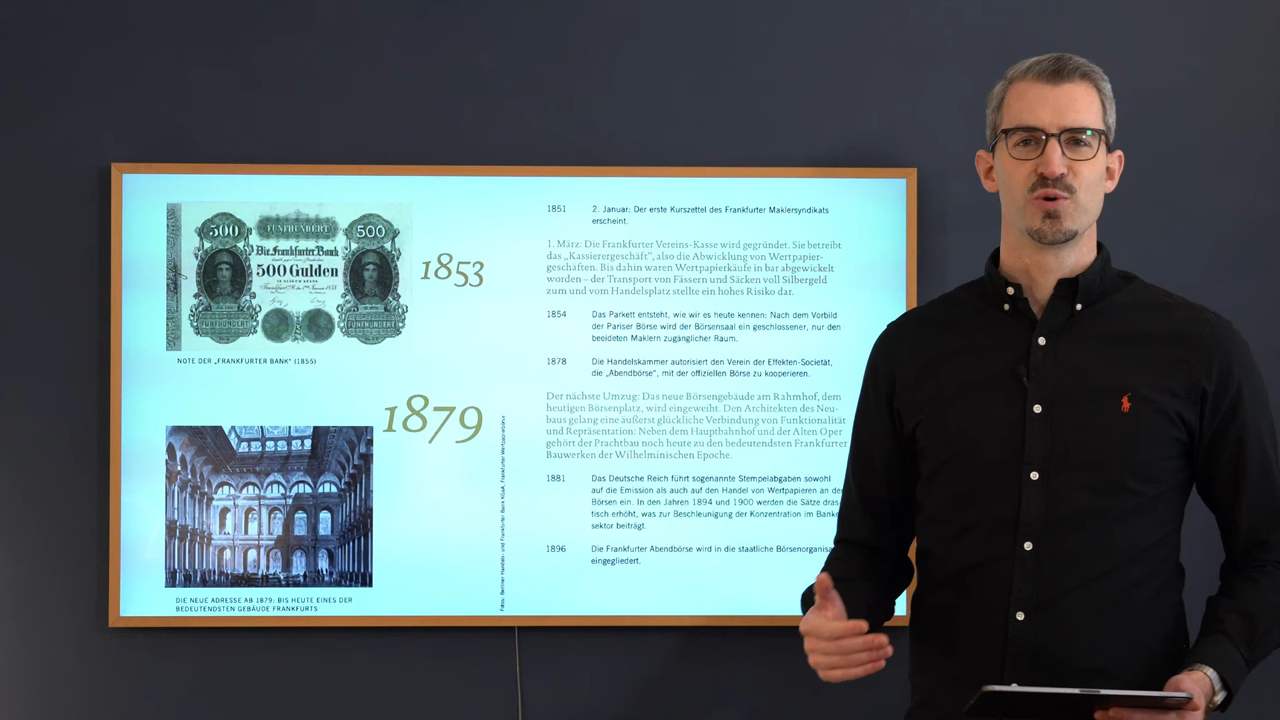 500
FÜNFHUNDERT
500
Die Frankfurter Bank
500 Gulden
FÜNFHUNDERT
FÜNFHUNDERT
1853
NOTE DER „FRANKFURTER BANK“ (1855)
1879
DIE NEUE ADRESSE AB 1879: BIS HEUTE EINES DER
BEDEUTENDSTEN GEBÄUDE FRANKFURTS
Fotos: Berliner Handels- und Frankfurter Bank KGaA, Frankfurter Wertpapierbörse
1851 2. Januar: Der erste Kurszettel des Frankfurter Maklersyndikats
erscheint.
1. März: Die Frankfurter Vereins-Kasse wird gegründet. Sie betreibt
das „Kassierergeschäft“, also die Abwicklung von Wertpapier-
geschäften. Bis dahin waren Wertpapierkäufe in bar abgewickelt
worden – der Transport von Fässern und Säcken voll Silbergeld
zum und vom Handelsplatz stellte ein hohes Risiko dar.
1854 Das Parkett entsteht, wie wir es heute kennen: Nach dem Vorbild
der Pariser Börse wird der Börsensaal ein geschlossener, nur den
beeideten Maklern zugänglicher Raum.
1878 Die Handelskammer autorisiert den Verein der Effekten-Societät,
die „Abendbörse“, mit der offiziellen Börse zu kooperieren.
Der nächste Umzug: Das neue Börsengebäude am Rahmhof, dem
heutigen Börsenplatz, wird eingeweiht. Den Architekten des Neu-
baus gelang eine äußerst glückliche Verbindung von Funktionalität
und Repräsentation: Neben dem Hauptbahnhof und der Alten Oper
gehört der Prachtbau noch heute zu den bedeutendsten Frankfurter
Bauwerken der Wilhelminischen Epoche.
1881 Das Deutsche Reich führt sogenannte Stempelabgaben sowohl
auf die Emission als auch auf den Handel von Wertpapieren an de
Börsen ein. In den Jahren 1894 und 1900 werden die Sätze dras
tisch erhöht, was zur Beschleunigung der Konzentration im Banke
sektor beiträgt.
1896 Die Frankfurter Abendbörse wird in die staatliche Börsenorganisa
eingegliedert.